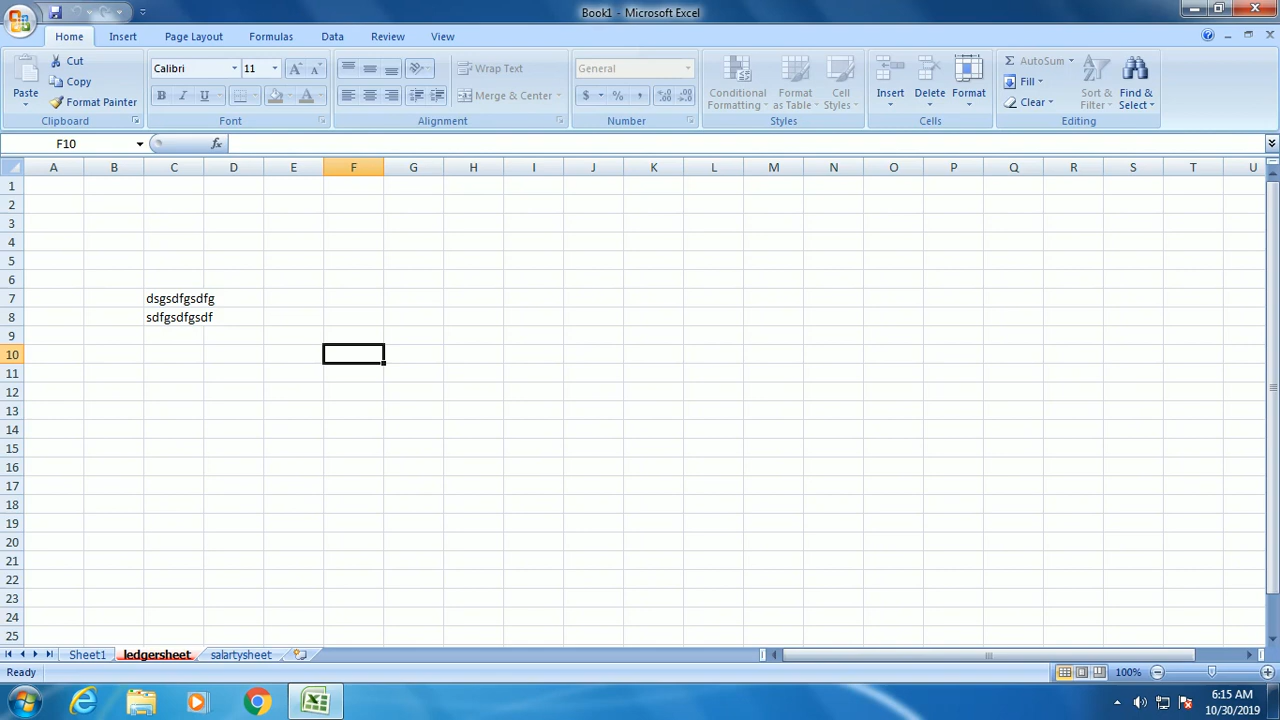 Book1 - Microsoft Excel
Home Insert Page Layout Formulas Data Review View
Paste
Cut
Copy
Format Painter
Clipboard
Calibri 11
B I U A
Font
Wrap Text
Merge & Center
Alignment
General
$ % ,
Number
Conditional Formatting
Format as Table
Cell Styles
Styles
Insert Delete Format
Cells
Σ AutoSum
Fill
Clear
Sort & Filter
Find & Select
Editing
F10 fx
A B C D E F G H I J K L M N O P Q R S T U
1
2
3
4
5
6
7 dsgsdfgsdfg
8 sdfgsdfgsdf
9
10
11
12
13
14
15
16
17
18
19
20
21
22
23
24
25
Sheet1 ledgersheet salartysheet
Ready 100%
6:15 AM
10/30/2019